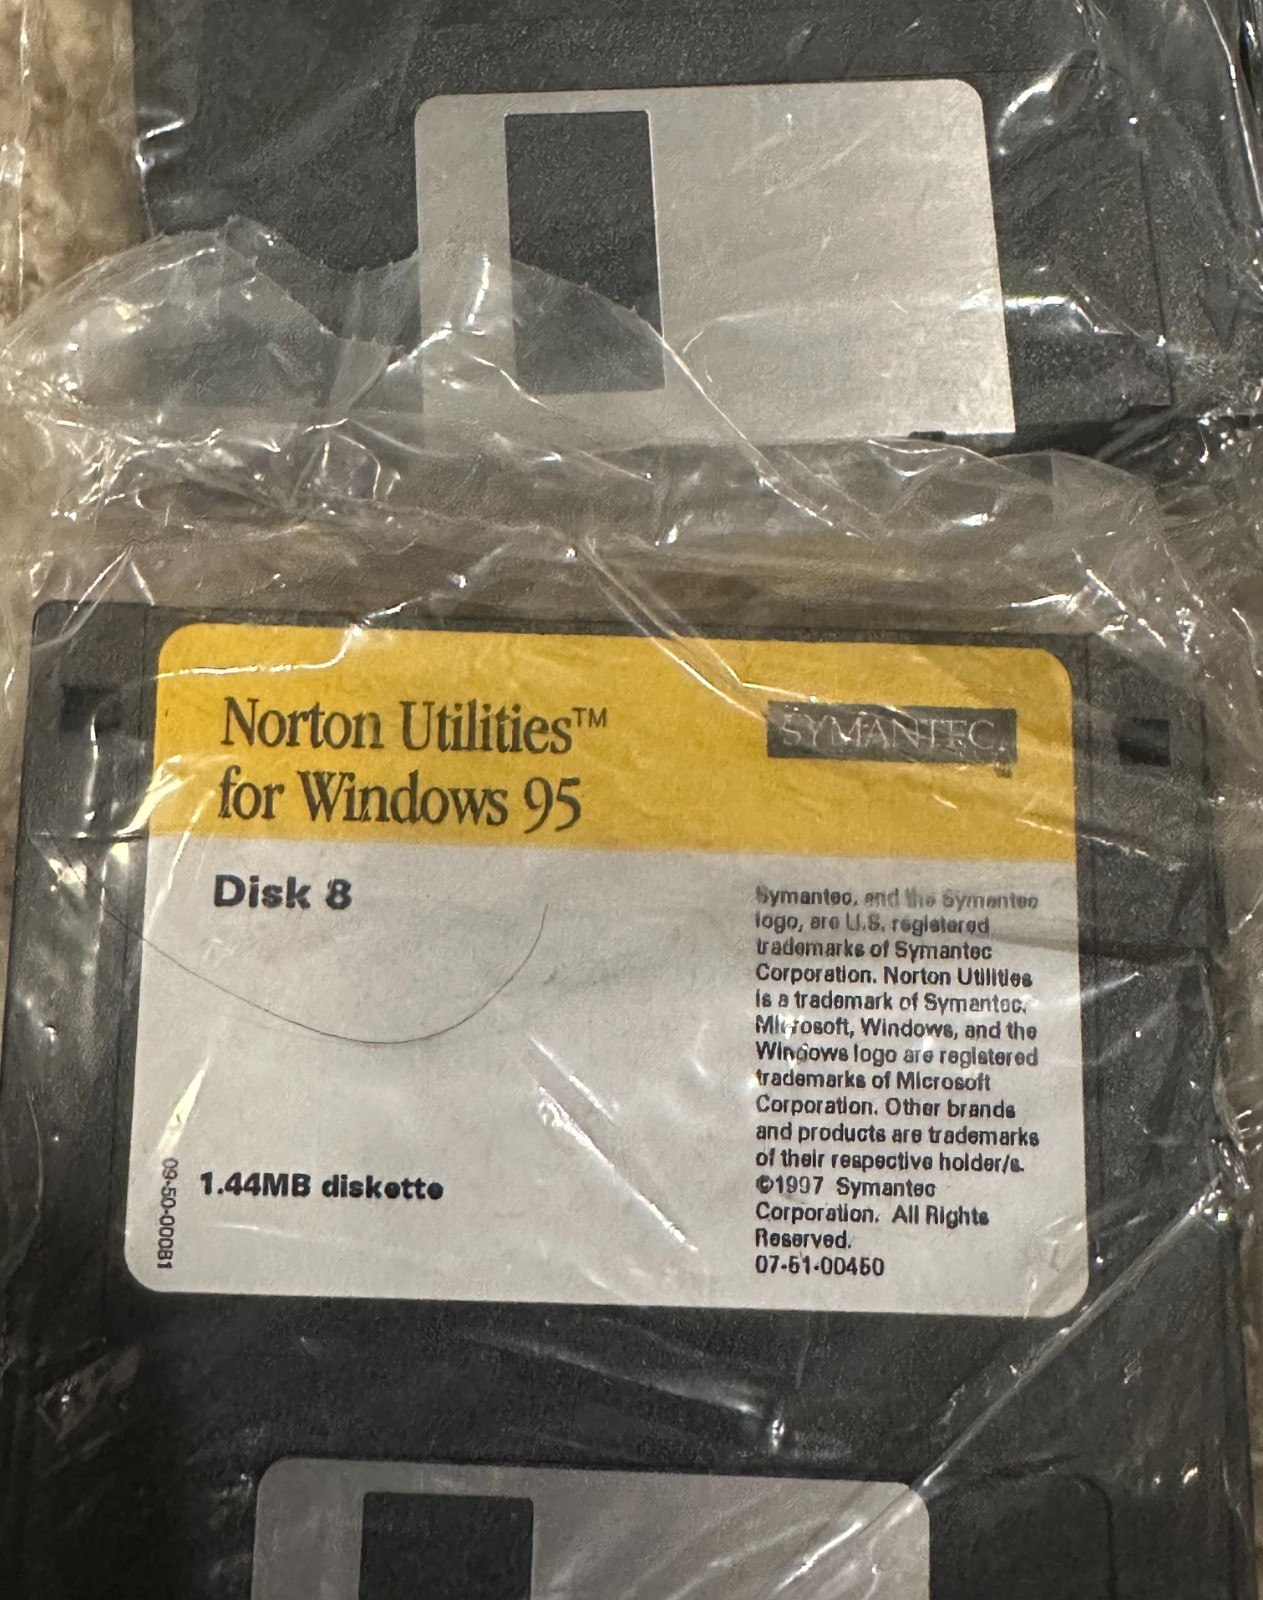 Norton Utilities™
for Windows 95
SYMANTEC.
TM
Disk 8
Symantec, and the Symantec
logo, are U.S. registered
trademarks of Symantec
Corporation. Norton Utilities
is a trademark of Symantec.
Microsoft, Windows, and the
Windows logo are registered
trademarks of Microsoft
Corporation. Other brands
and products are trademarks
of their respective holder/s.
©1997 Symantec
Corporation. All Rights
Reserved.
07-51-00450
1.44MB diskette
09-50-00081